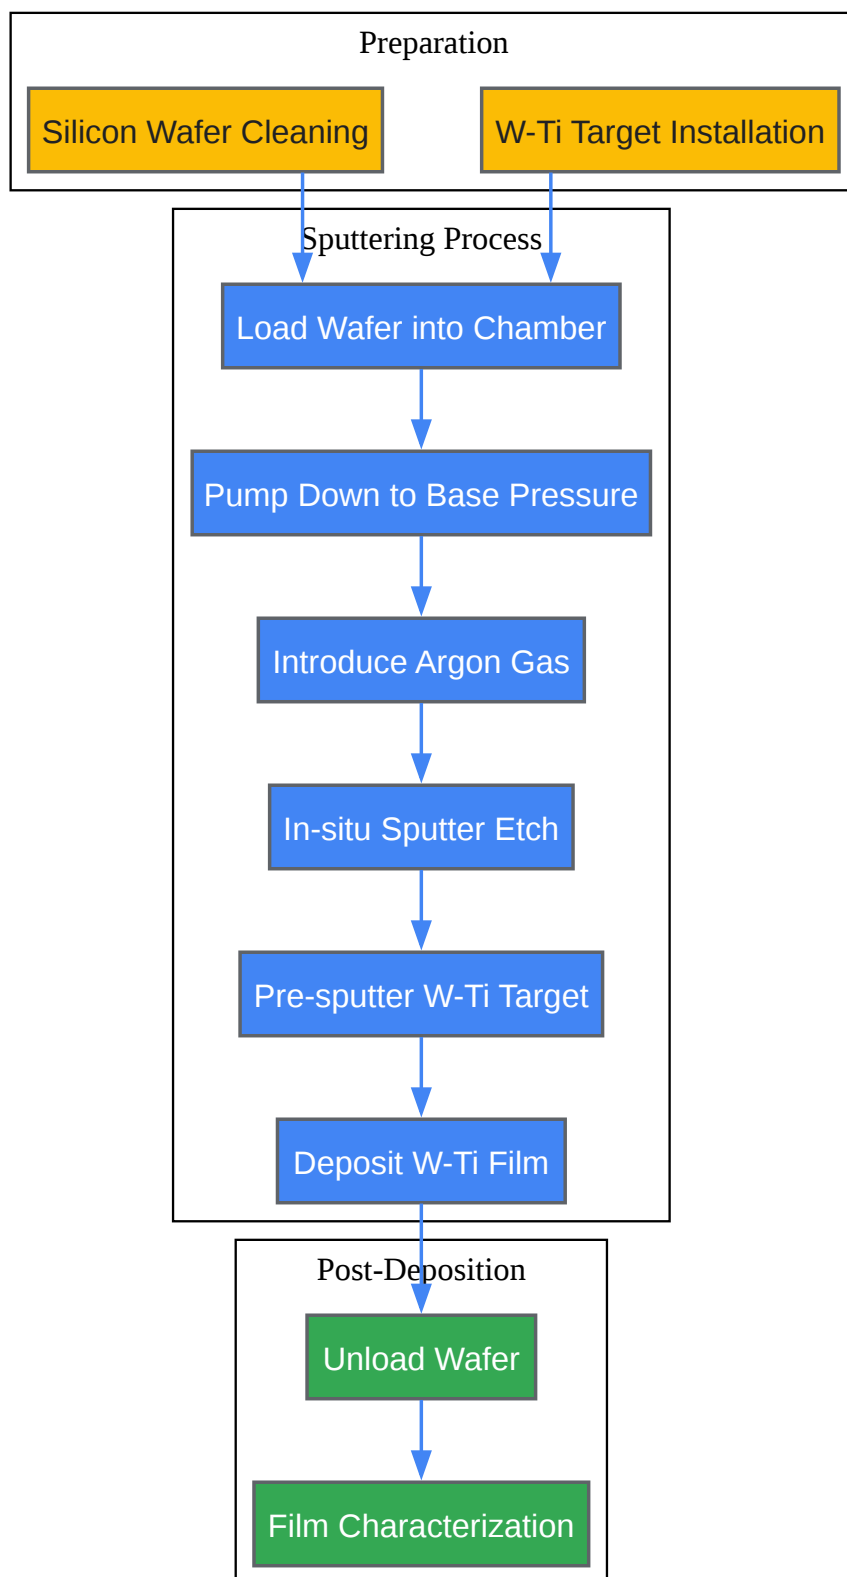 Preparation
Silicon Wafer Cleaning
W-Ti Target Installation
Sputtering Process
Load Wafer into Chamber
Pump Down to Base Pressure
Introduce Argon Gas
In-situ Sputter Etch
Pre-sputter W-Ti Target
Deposit W-Ti Film
Post-Deposition
Unload Wafer
Film Characterization